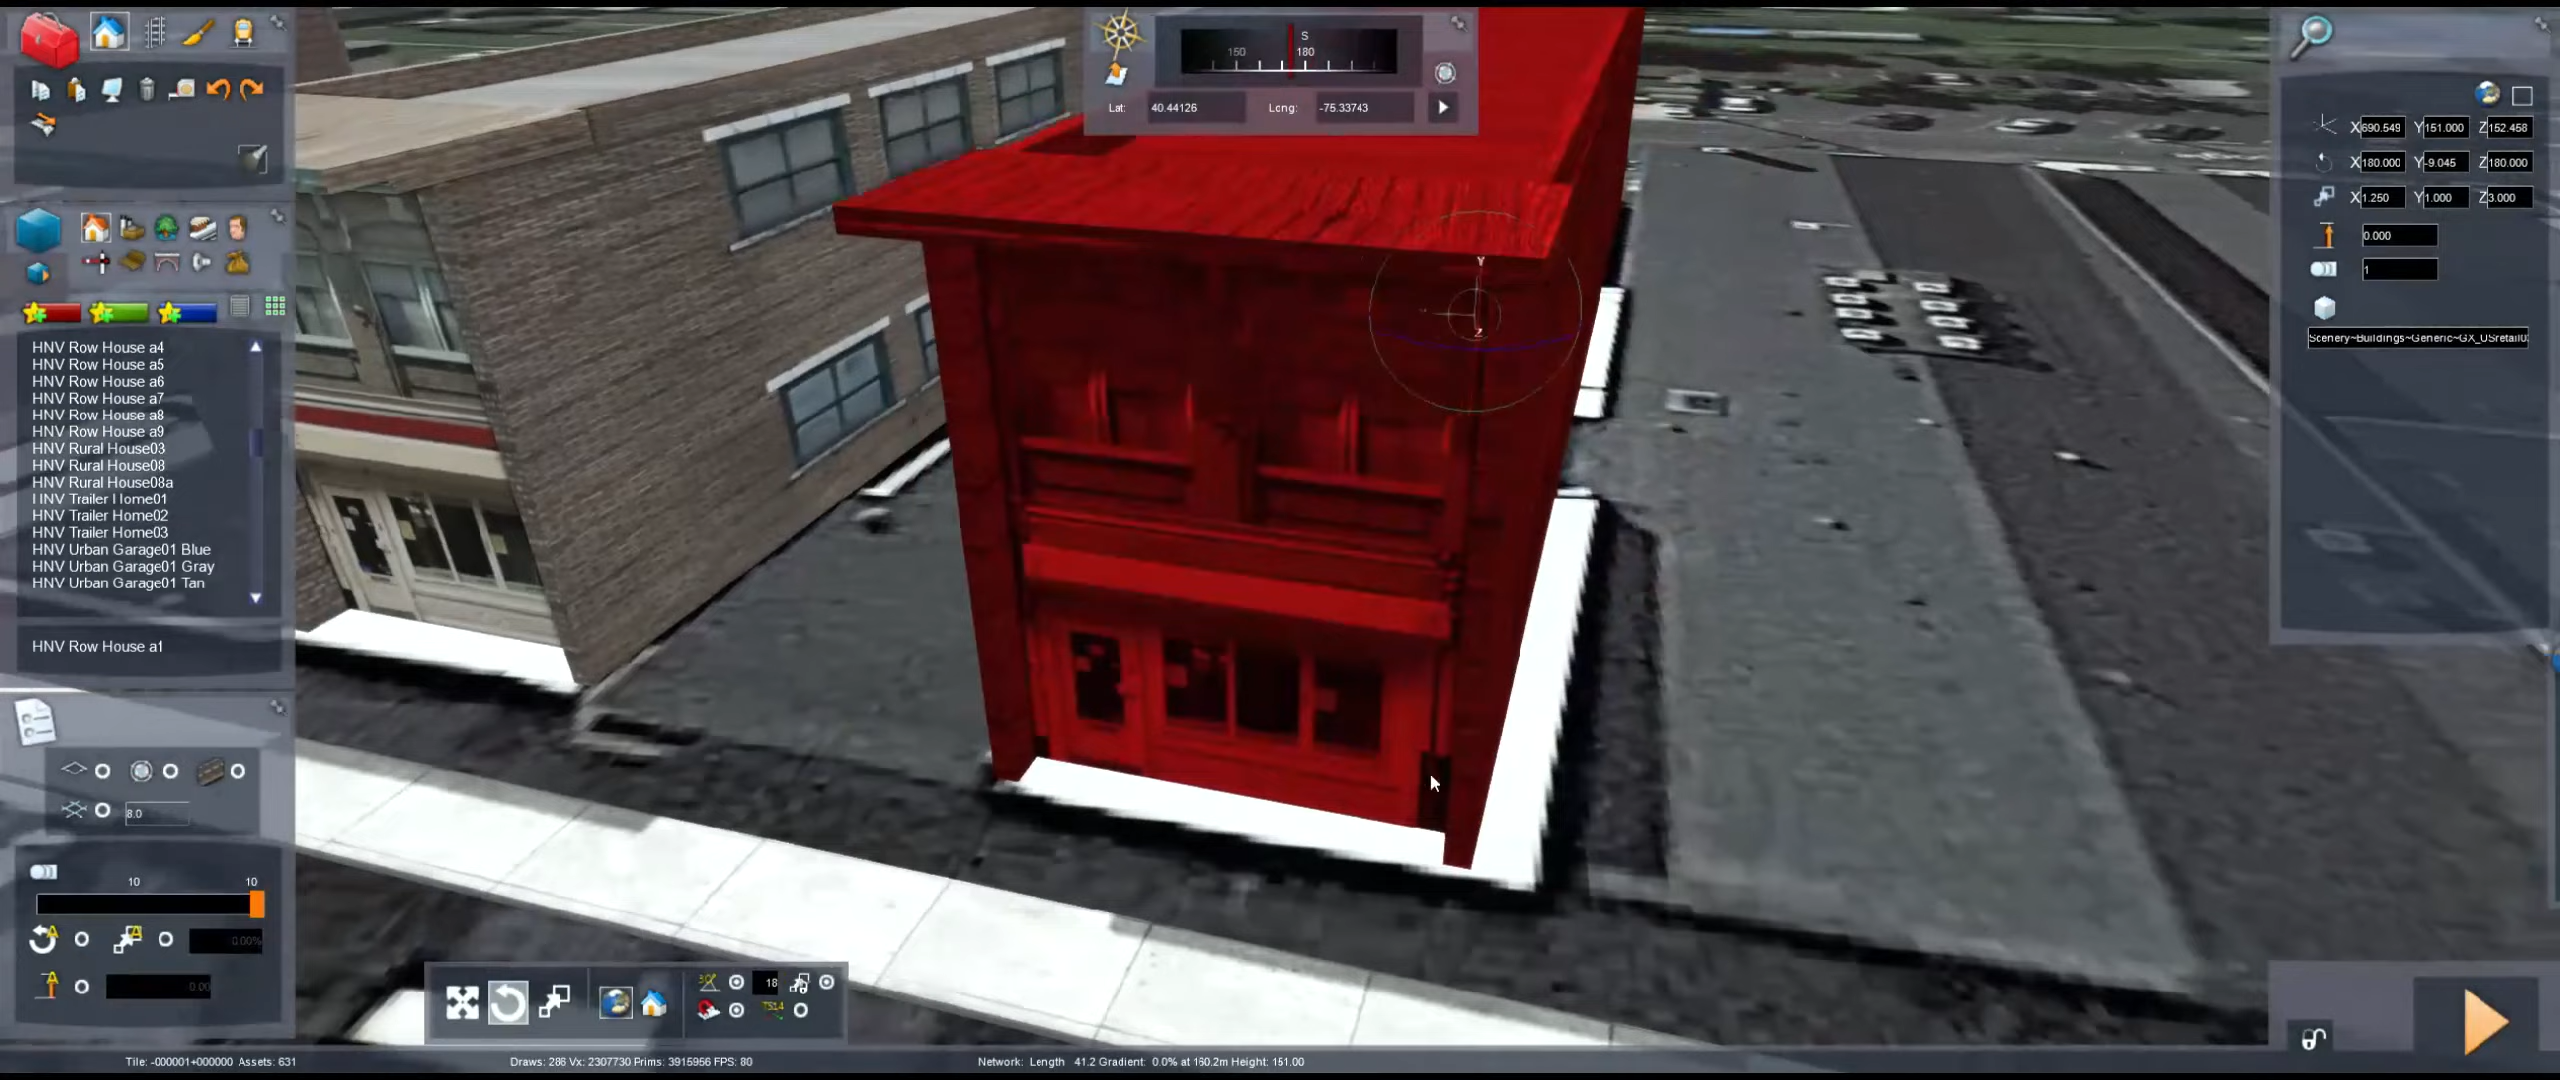 S
150
180
Lat:
40.44126
Long:
-75.33743
X 690.549 Y 151.000 Z 152.458
X 180.000 Y -9.045 Z 180.000
X 1.250 Y 1.000 Z 3.000
0.000
1
Scenery~Buildings~Generic~GX_USretail0
HNV Row House a4
HNV Row House a5
HNV Row House a6
HNV Row House a7
HNV Row House a8
HNV Row House a9
HNV Rural House03
HNV Rural House08
HNV Rural House08a
HNV Trailer Home01
HNV Trailer Home02
HNV Trailer Home03
HNV Urban Garage01 Blue
HNV Urban Garage01 Gray
HNV Urban Garage01 Tan
HNV Row House a1
8.0
10
10
0.00%
0.00
18
TS14
Y
Z
Tile: -000001+000000 Assets: 631
Draws: 286 Vx: 2307730 Prims: 3915956 FPS: 80
Network: Length 41.2 Gradient: 0.0% at 160.2m Height: 151.00